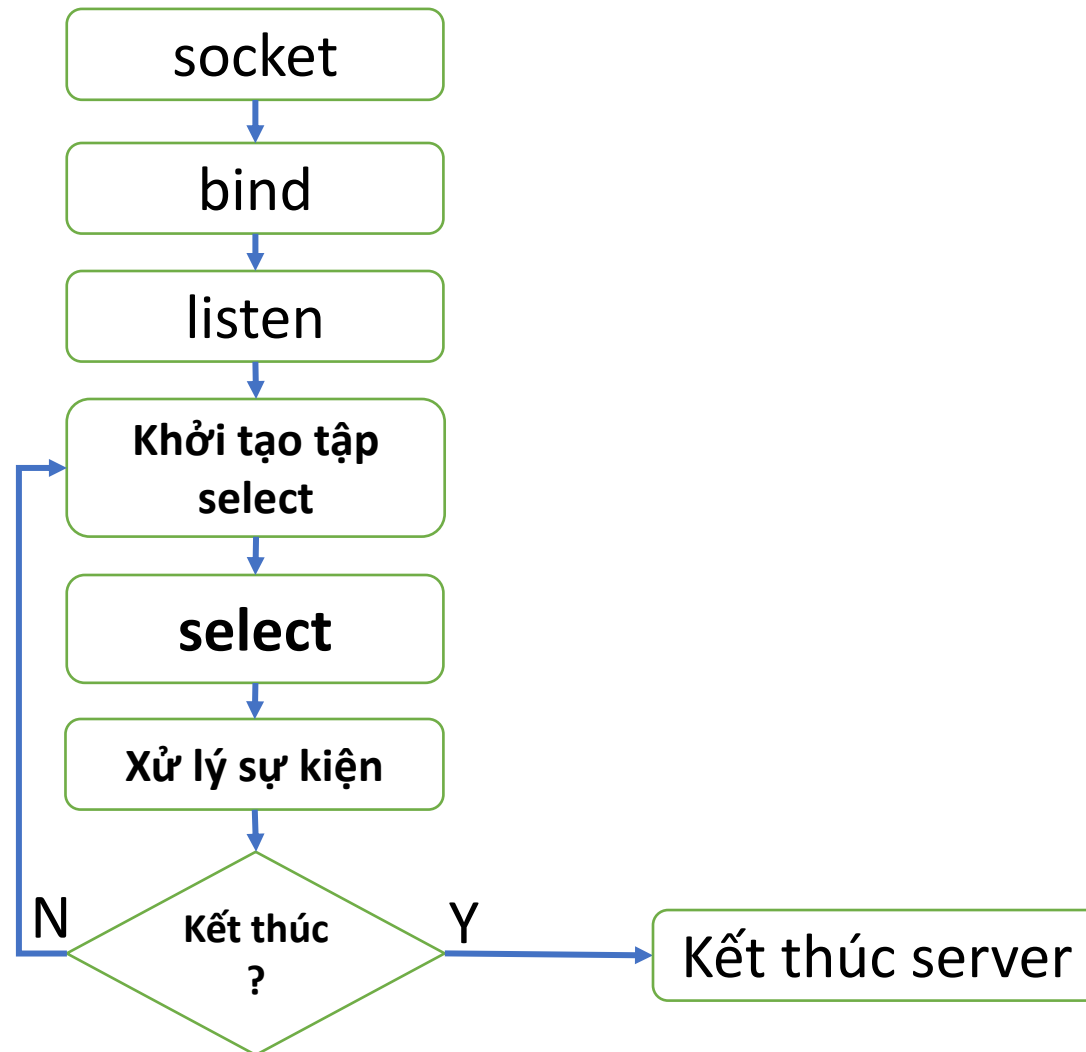 socket
bind
listen
Khởi tạo tập
select
select
Xử lý sự kiện
Kết thúc
?
N
Y
Kết thúc server